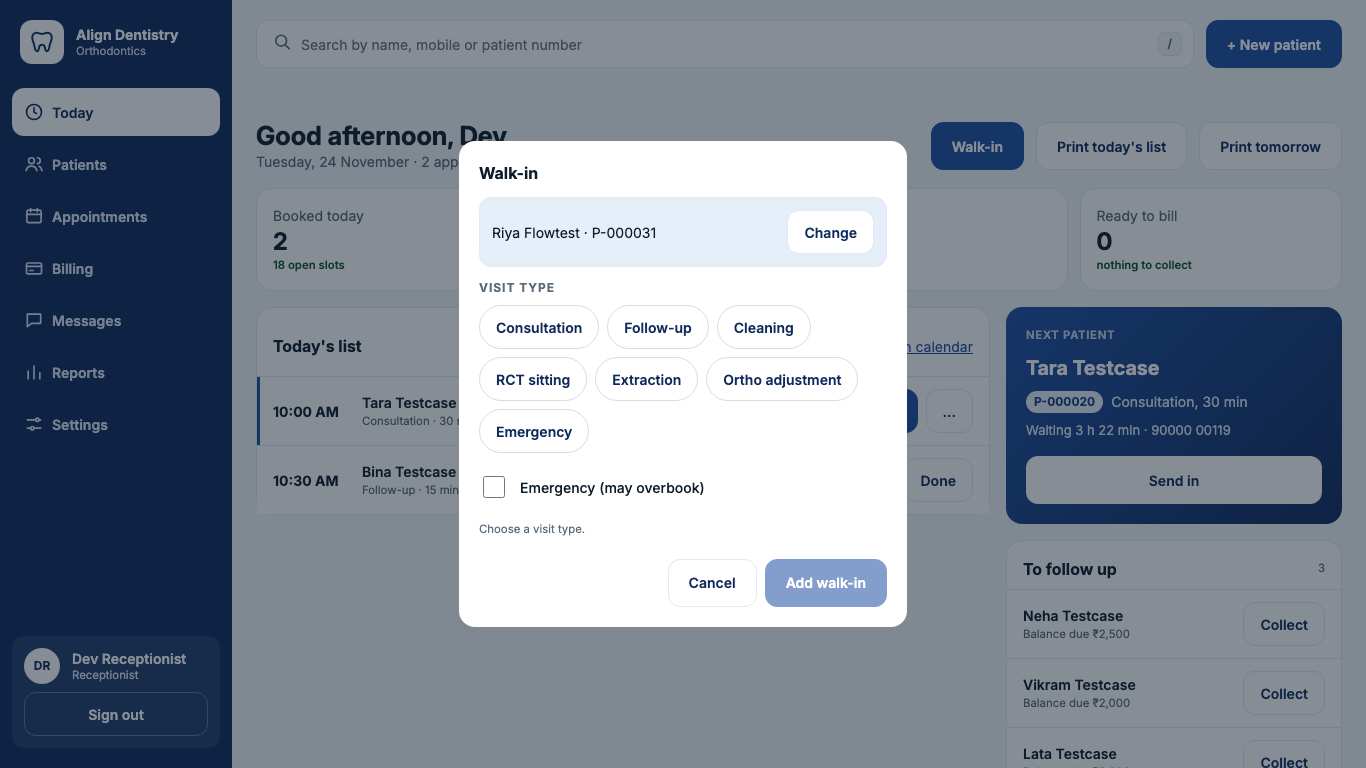 Align Dentistry
Orthodontics
Today
Patients
Appointments
Billing
Messages
Reports
Settings
DR
Dev Receptionist
Receptionist
Sign out
Search by name, mobile or patient number
/
+ New patient
Good afternoon, Dev
Tuesday, 24 November · 2 app
Walk-in
Print today's list
Print tomorrow
Booked today
2
18 open slots
Ready to bill
0
nothing to collect
Today's list
calendar
10:00 AM
Tara Testcase
Consultation · 30
...
10:30 AM
Bina Testcase
Follow-up · 15 min
Done
Walk-in
Riya Flowtest · P-000031
Change
VISIT TYPE
Consultation
Follow-up
Cleaning
RCT sitting
Extraction
Ortho adjustment
Emergency
Emergency (may overbook)
Choose a visit type.
Cancel
Add walk-in
NEXT PATIENT
Tara Testcase
P-000020
Consultation, 30 min
Waiting 3 h 22 min · 90000 00119
Send in
To follow up
3
Neha Testcase
Balance due ₹2,500
Collect
Vikram Testcase
Balance due ₹2,000
Collect
Lata Testcase
Collect